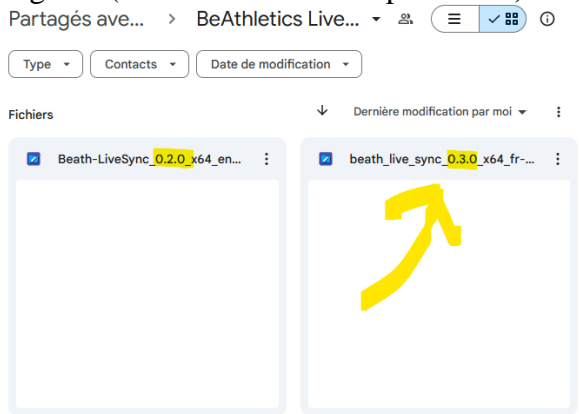 Partagés ave... > BeAthletics Live...
Type Contacts Date de modification
Fichiers Dernière modification par moi
Beath-LiveSync_0.2.0_x64_en... beath_live_sync_0.3.0_x64_fr-...